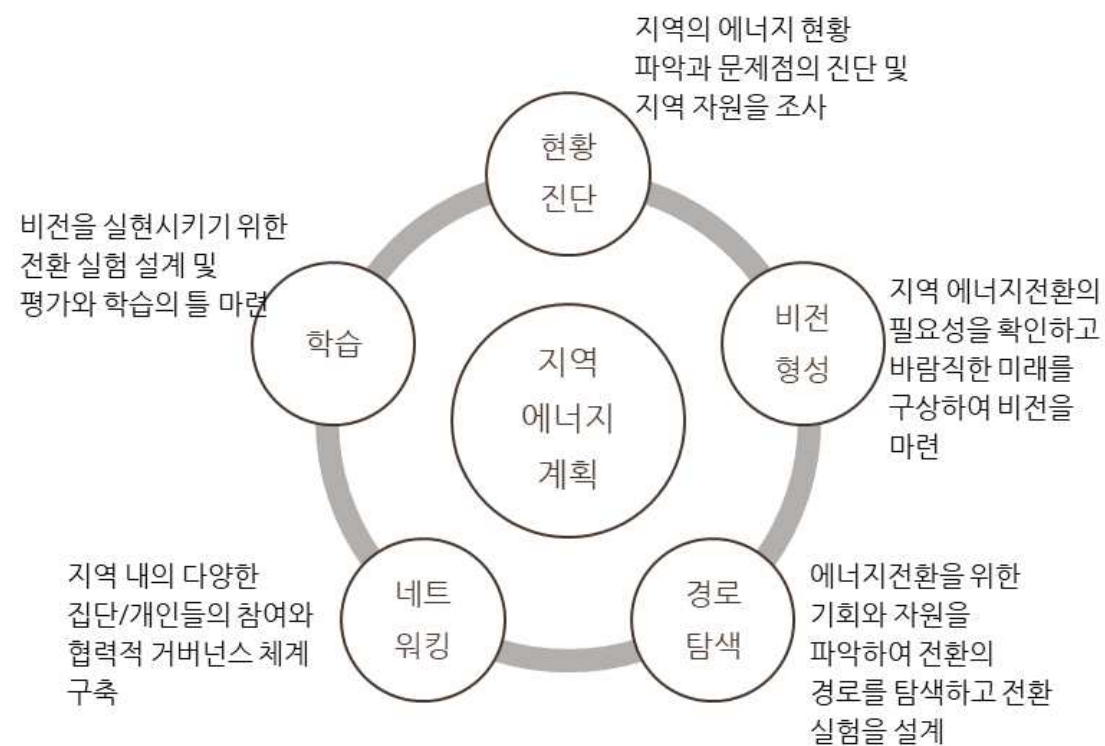 지역의 에너지 현황
파악과 문제점의 진단 및
지역 자원을 조사
현황
진단
비전을 실현시키기 위한
전환 실험 설계 및
평가와 학습의 틀 마련
학습
비전
형성
지역 에너지전환의
필요성을 확인하고
바람직한 미래를
구상하여 비전을
마련
지역
에너지
계획
지역 내의 다양한
집단/개인들의 참여와
협력적 거버넌스 체계
구축
네트
워킹
경로
탐색
에너지전환을 위한
기회와 자원을
파악하여 전환의
경로를 탐색하고 전환
실험을 설계